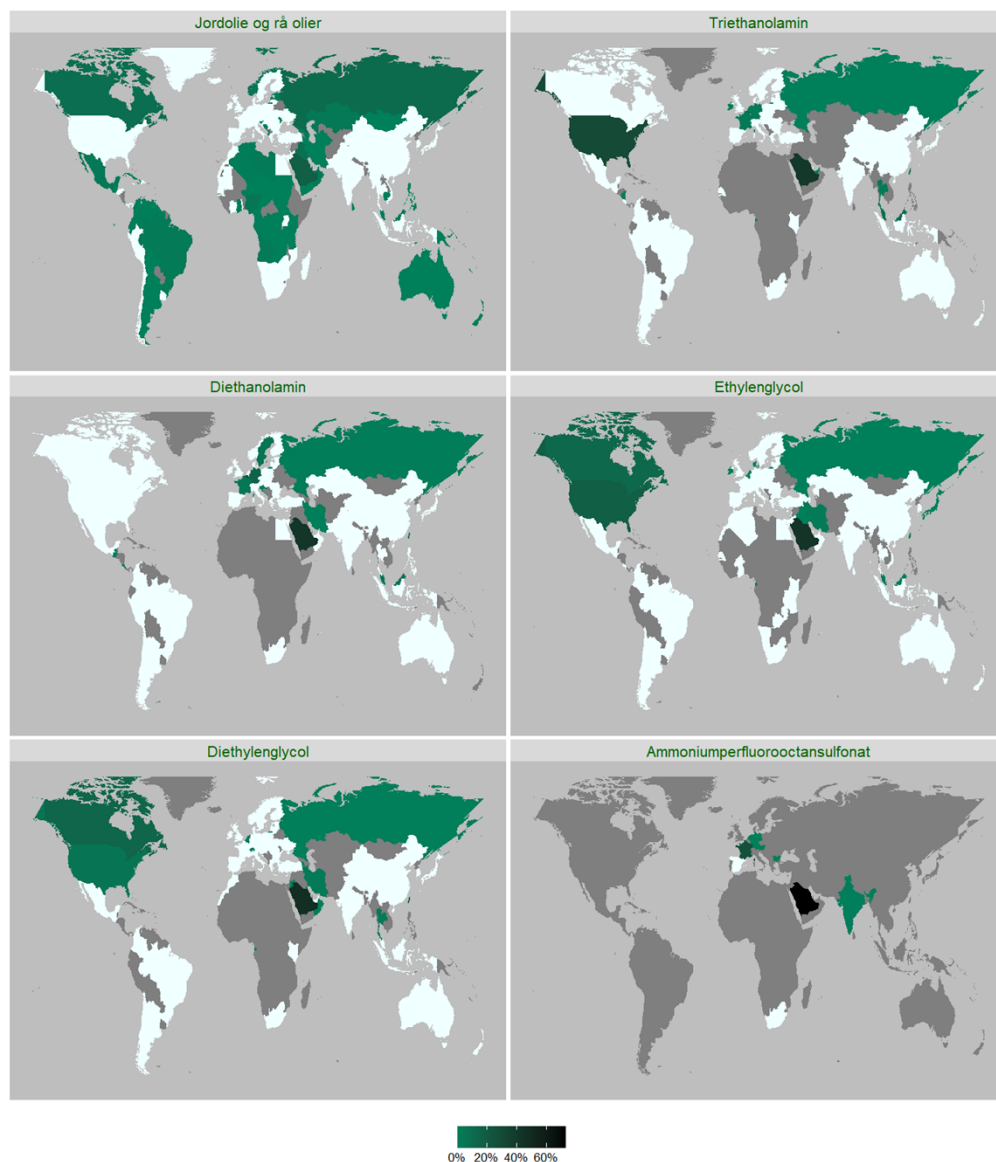 Jordolie og rå olier
Triethanolamin
Diethanolamin
Ethylenglycol
Diethylenglycol
Ammoniumperfluorooctansulfonat
0% 20% 40% 60%